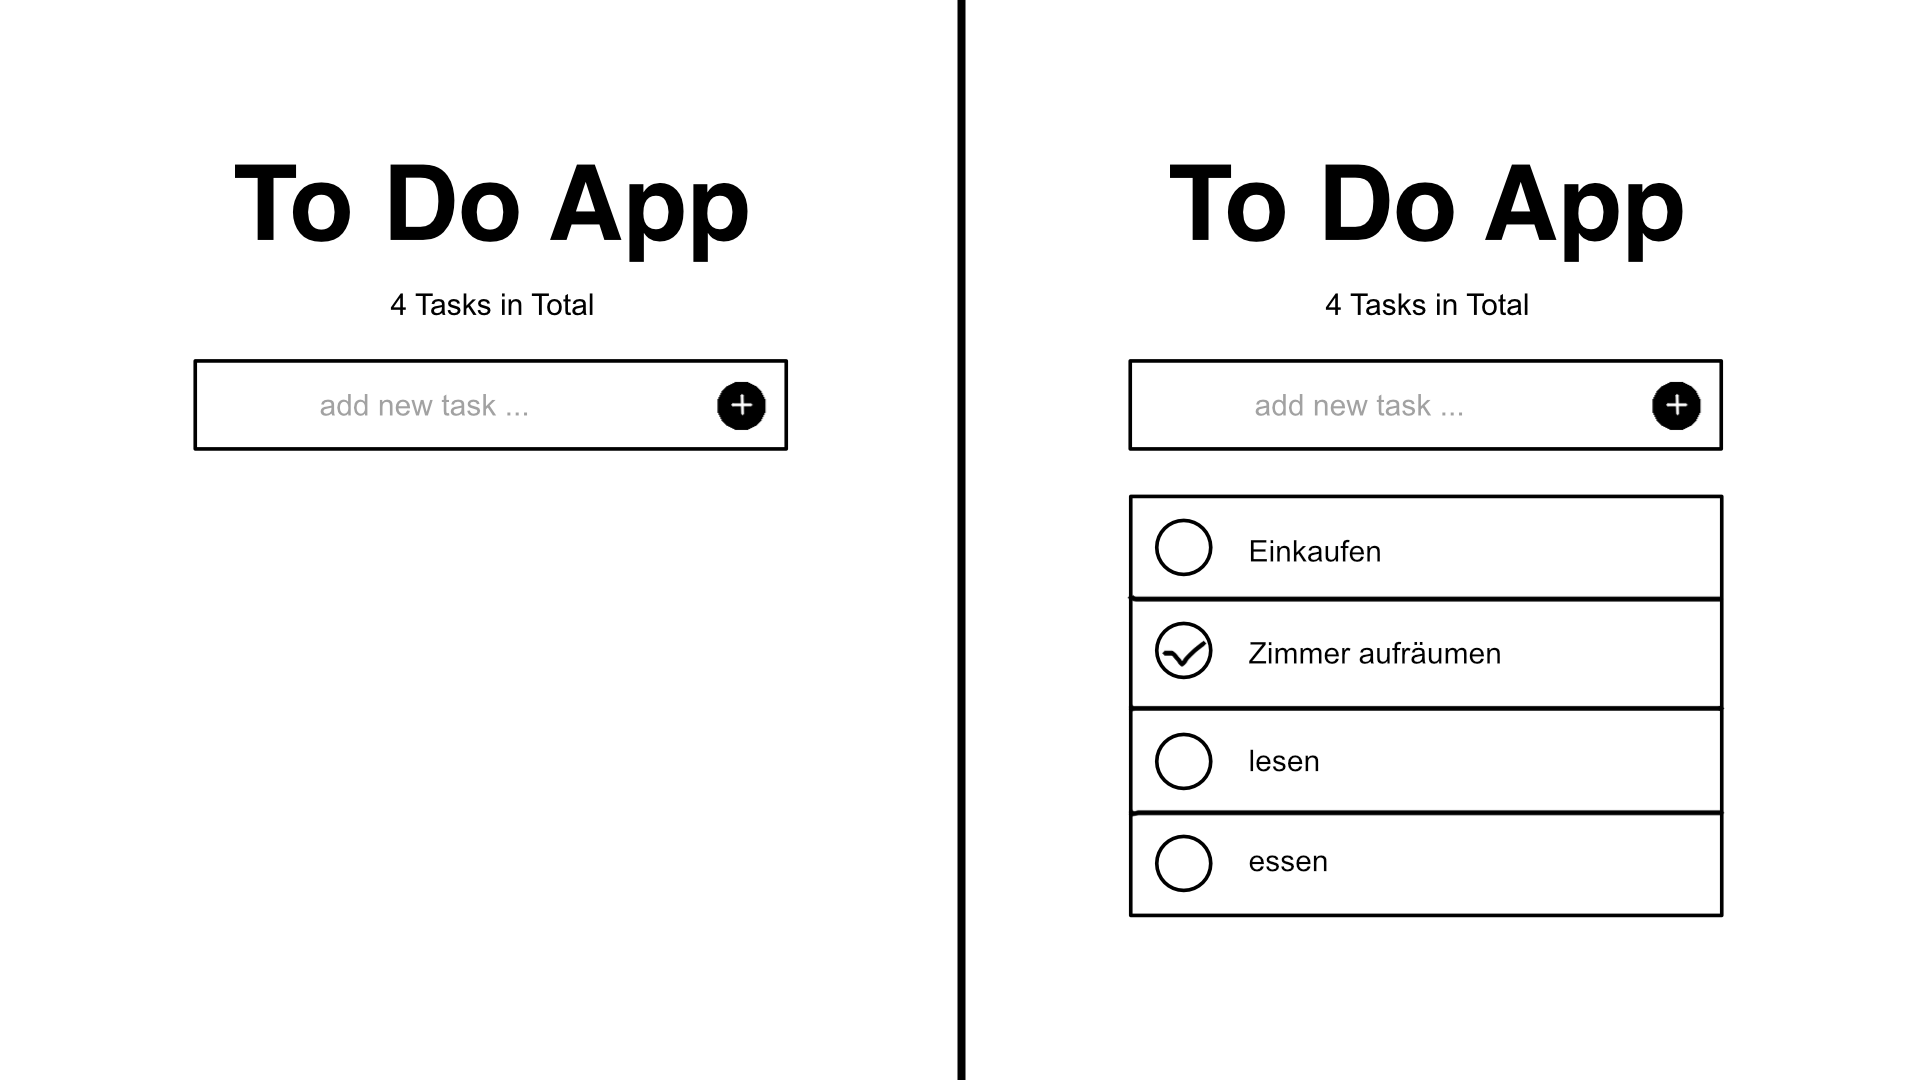 To Do App
4 Tasks in Total
add new task ...
To Do App
4 Tasks in Total
add new task ...
Einkaufen
Zimmer aufräumen
lesen
essen